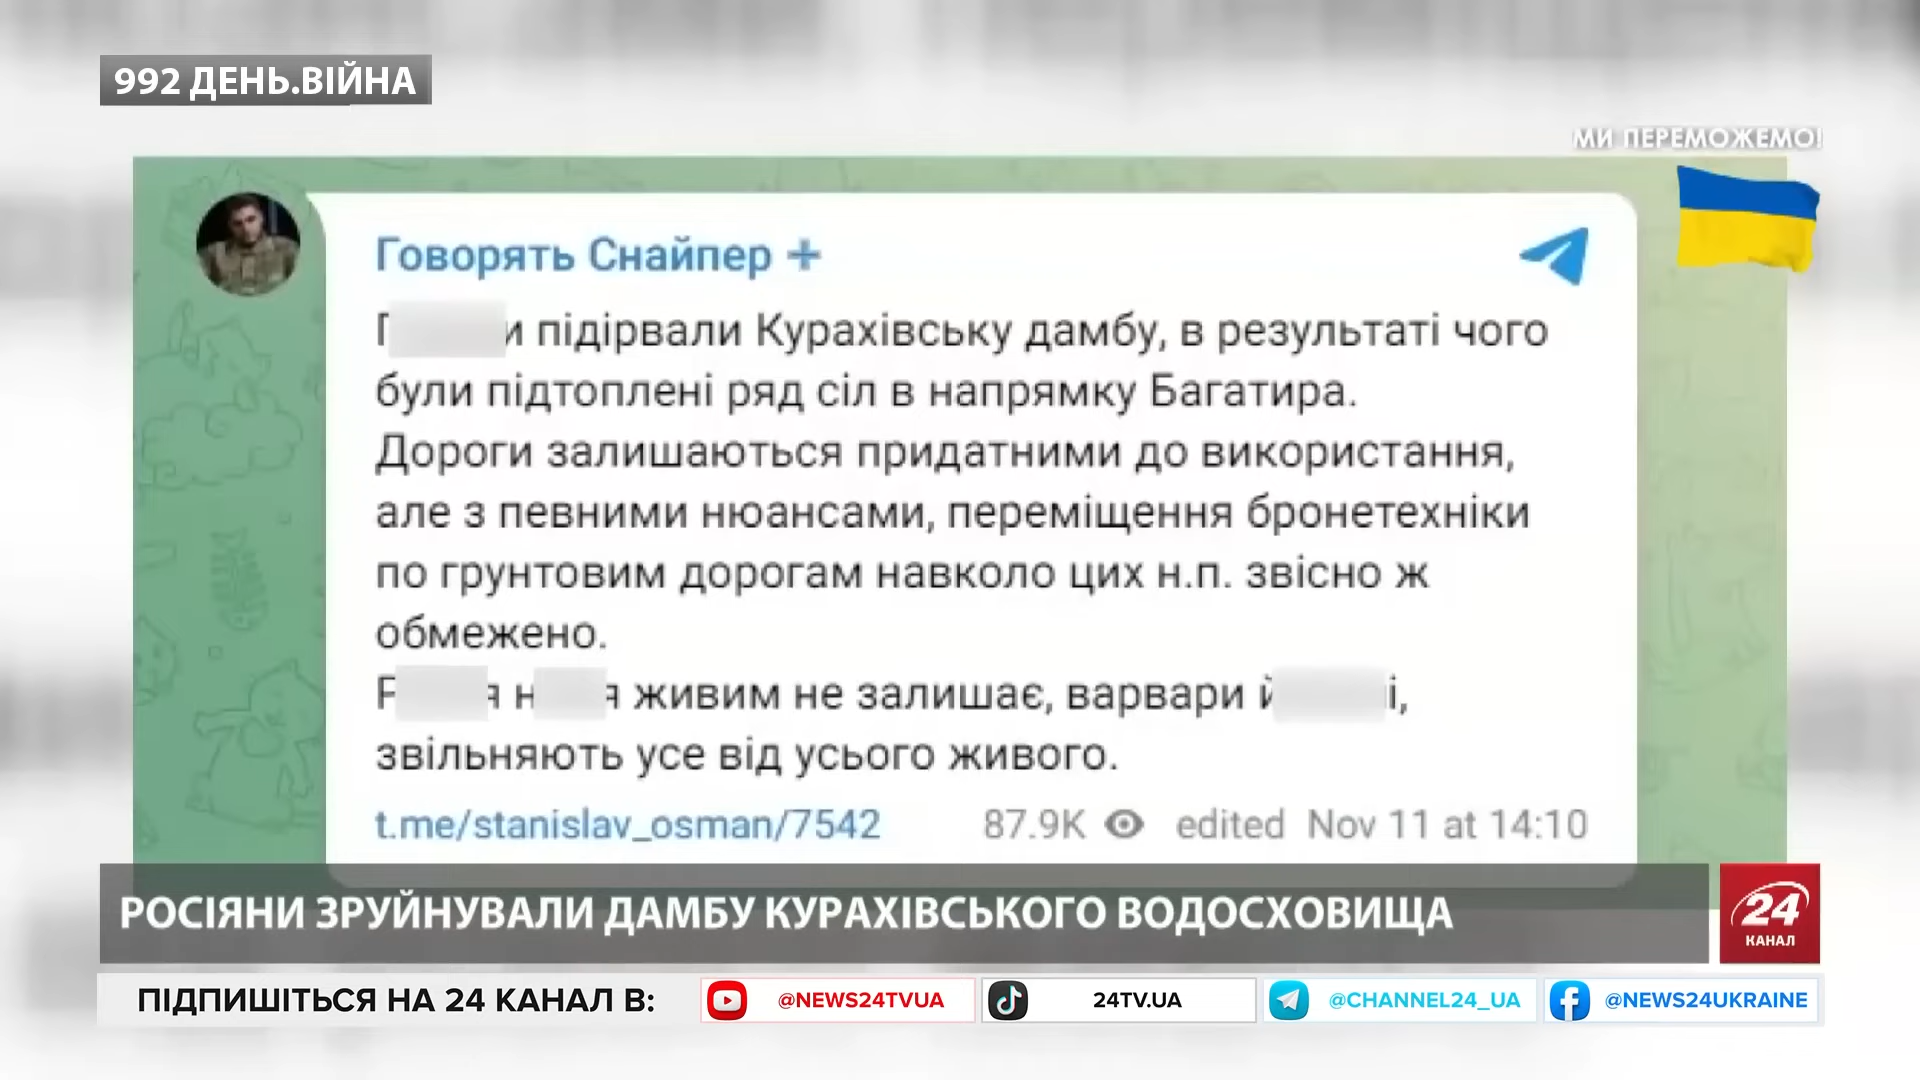 992 ДЕНЬ.ВІЙНА
МИ ПЕРЕМОЖЕМО!
Говорять Снайпер +
підірвали Курахівську дамбу, в результаті чого
були підтоплені ряд сіл в напрямку Багатира.
Дороги залишаються придатними до використання,
але з певними нюансами, переміщення бронетехніки
по грунтовим дорогам навколо цих н.п. звісно ж
обмежено.
живим не залишає, варвари
звільняють усе від усього живого.
t.me/stanislav_osman/7542 87.9K edited Nov 11 at 14:10
РОСІЯНИ ЗРУЙНУВАЛИ ДАМБУ КУРАХІВСЬКОГО ВОДОСХОВИЩА
24
КАНАЛ
ПІДПИШІТЬСЯ НА 24 КАНАЛ В: @NEWS24TVUA 24TV.UA @CHANNEL24_UA @NEWS24UKRAINE